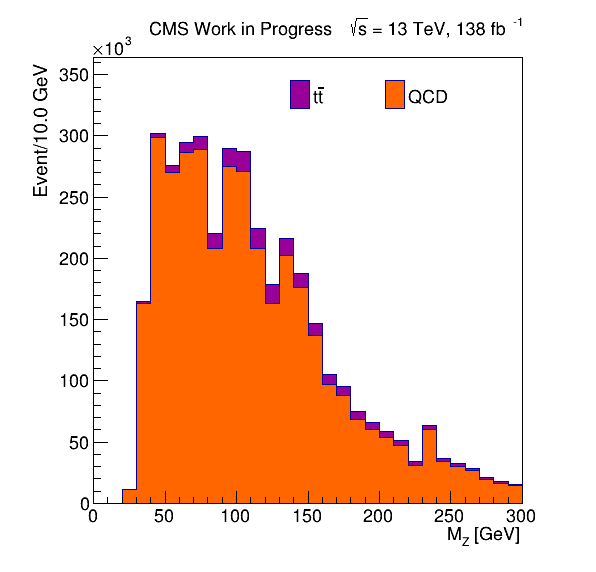 CMS Work in Progress √s = 13 TeV, 138 fb⁻¹
×10³
Event/10.0 GeV
tt̄
QCD
350
300
250
200
150
100
50
0
0 50 100 150 200 250 300
M_Z [GeV]